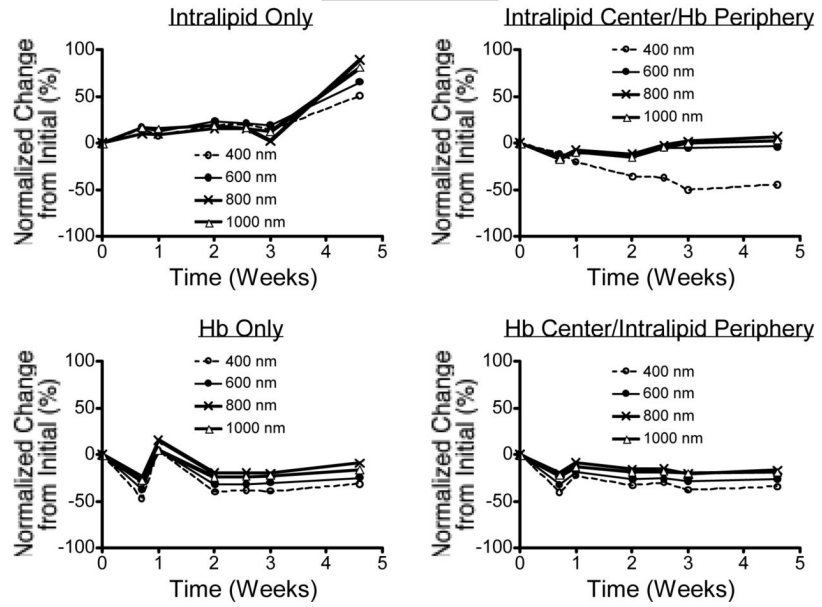 Intralipid Only
Normalized Change
from Initial (%)
100
50
0
-50
-100
400 nm
600 nm
800 nm
1000 nm
0 1 2 3 4 5
Time (Weeks)
Intralipid Center/Hb Periphery
Normalized Change
from Initial (%)
100
50
0
-50
-100
400 nm
600 nm
800 nm
1000 nm
0 1 2 3 4 5
Time (Weeks)
Hb Only
Normalized Change
from Initial (%)
100
50
0
-50
-100
400 nm
600 nm
800 nm
1000 nm
0 1 2 3 4 5
Time (Weeks)
Hb Center/Intralipid Periphery
Normalized Change
from Initial (%)
100
50
0
-50
-100
400 nm
600 nm
800 nm
1000 nm
0 1 2 3 4 5
Time (Weeks)